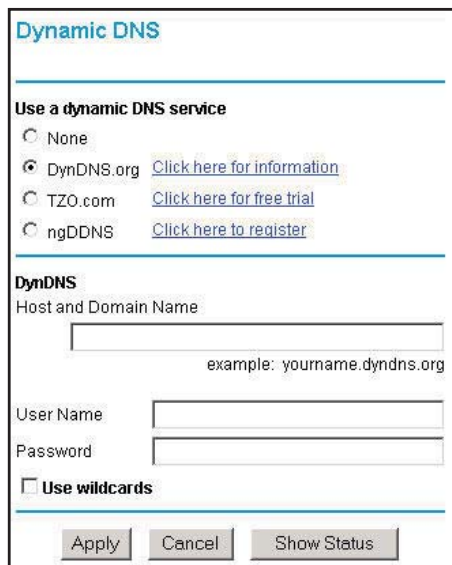 Dynamic DNS
Use a dynamic DNS service
None
DynDNS.org Click here for information
TZO.com Click here for free trial
ngDDNS Click here to register
DynDNS
Host and Domain Name
example: yourname.dyndns.org
User Name
Password
Use wildcards
Apply Cancel Show Status